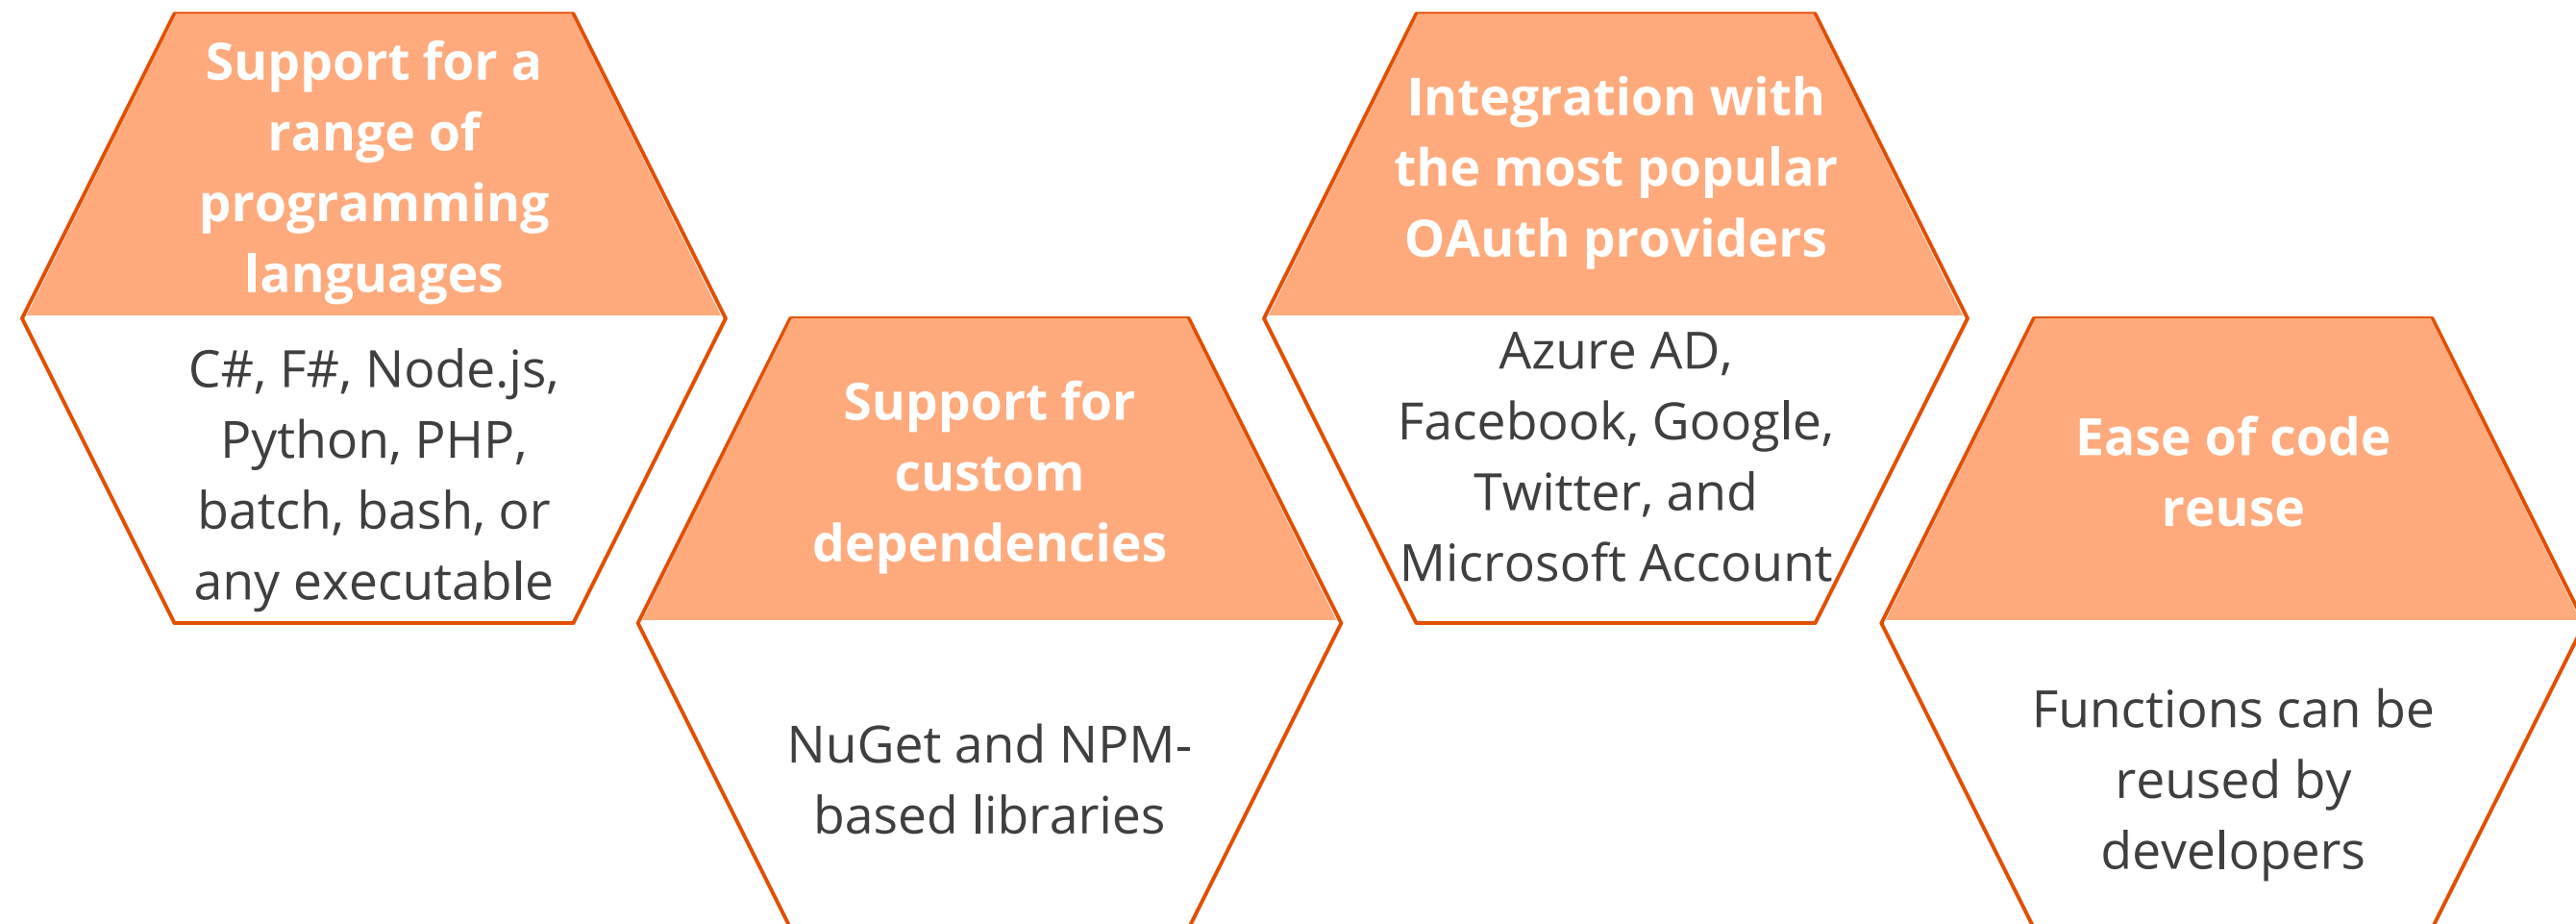 Support for a
range of
programming
languages
C#, F#, Node.js,
Python, PHP,
batch, bash, or
any executable
Support for
custom
dependencies
NuGet and NPM-
based libraries
Integration with
the most popular
OAuth providers
Azure AD,
Facebook, Google,
Twitter, and
Microsoft Account
Ease of code
reuse
Functions can be
reused by
developers